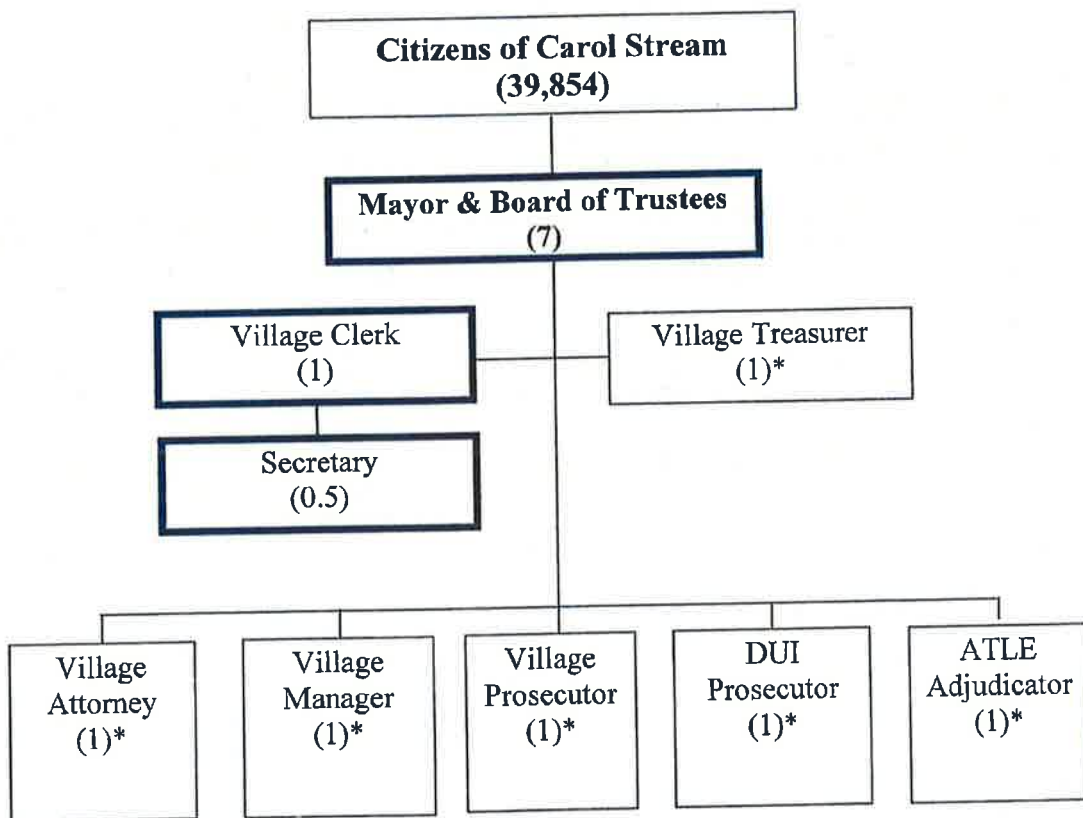 Citizens of Carol Stream
(39,854)
Mayor & Board of Trustees
(7)
Village Clerk
(1)
Village Treasurer
(1)*
Secretary
(0.5)
Village
Attorney
(1)*
Village
Manager
(1)*
Village
Prosecutor
(1)*
DUI
Prosecutor
(1)*
ATLE
Adjudicator
(1)*